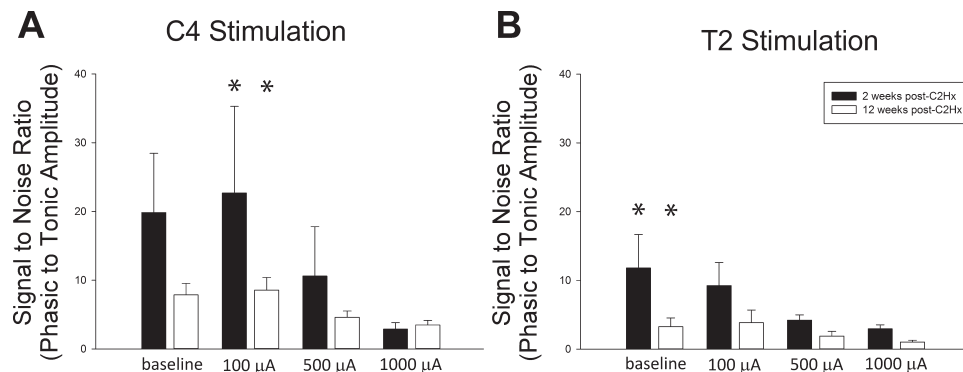 A
C4 Stimulation
Signal to Noise Ratio
(Phasic to Tonic Amplitude)
40
30
20
10
0
* *
baseline 100 µA 500 µA 1000 µA
B
T2 Stimulation
Signal to Noise Ratio
(Phasic to Tonic Amplitude)
40
30
20
10
0
2 weeks post-C2Hx
12 weeks post-C2Hx
* *
baseline 100 µA 500 µA 1000 µA